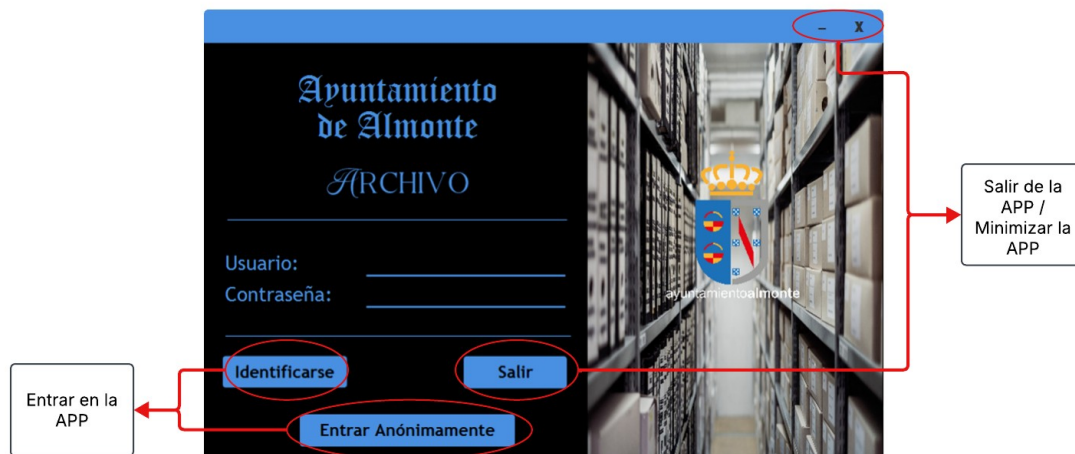 – X
Ayuntamiento
de Almonte
ARCHIVO
Usuario:
Contraseña:
ayuntamientoalmonte
Identificarse
Salir
Entrar Anónimamente
Salir de la
APP /
Minimizar la
APP
Entrar en la
APP